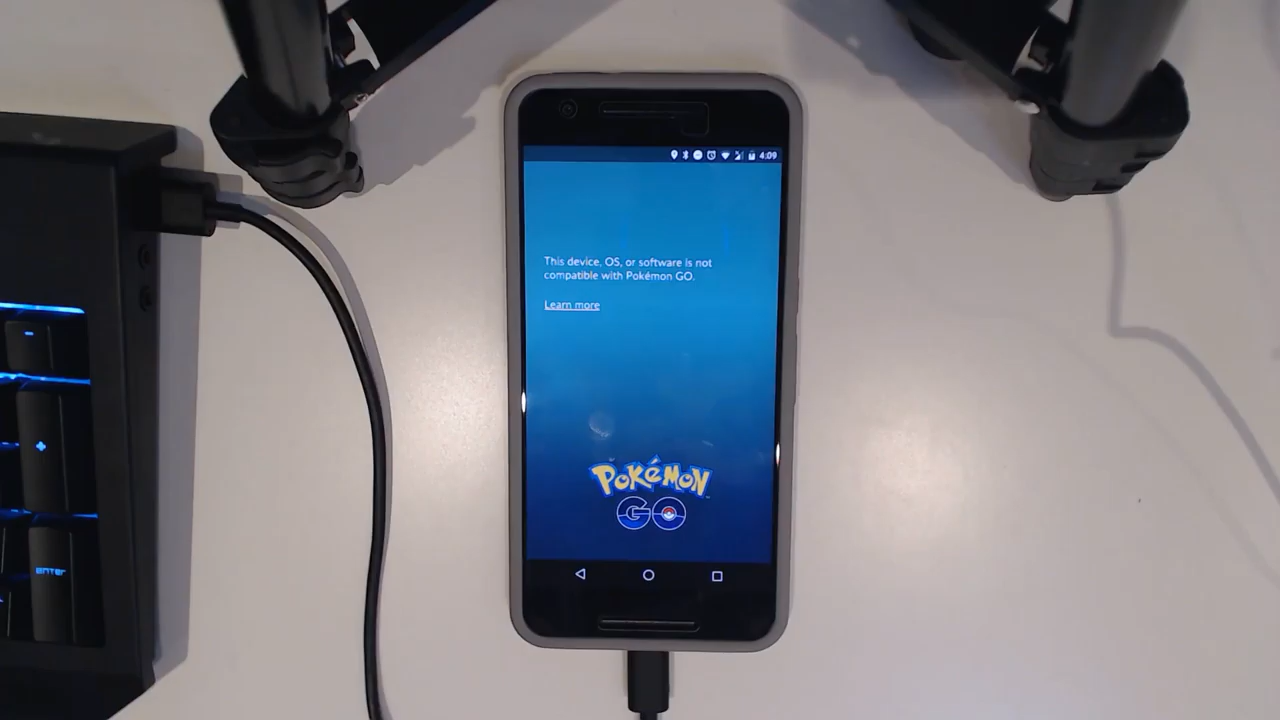 4:09
This device, OS, or software is not
compatible with Pokémon GO.
Learn more
POKéMON
GO
-
+
ENTER